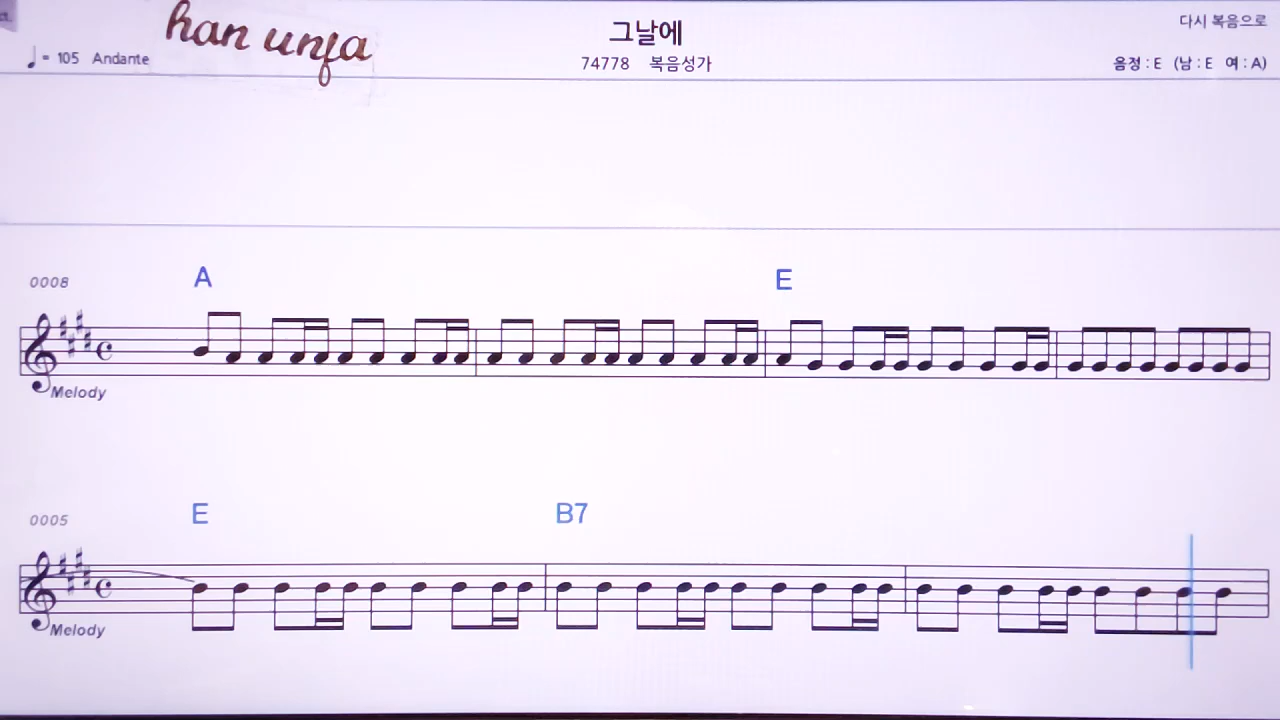 han unja
그날에
다시 복음으로
♩ = 105 Andante
74778 복음성가
음정 : E (남 : E 여 : A)
0008
A E
Melody
0005
E B7
Melody